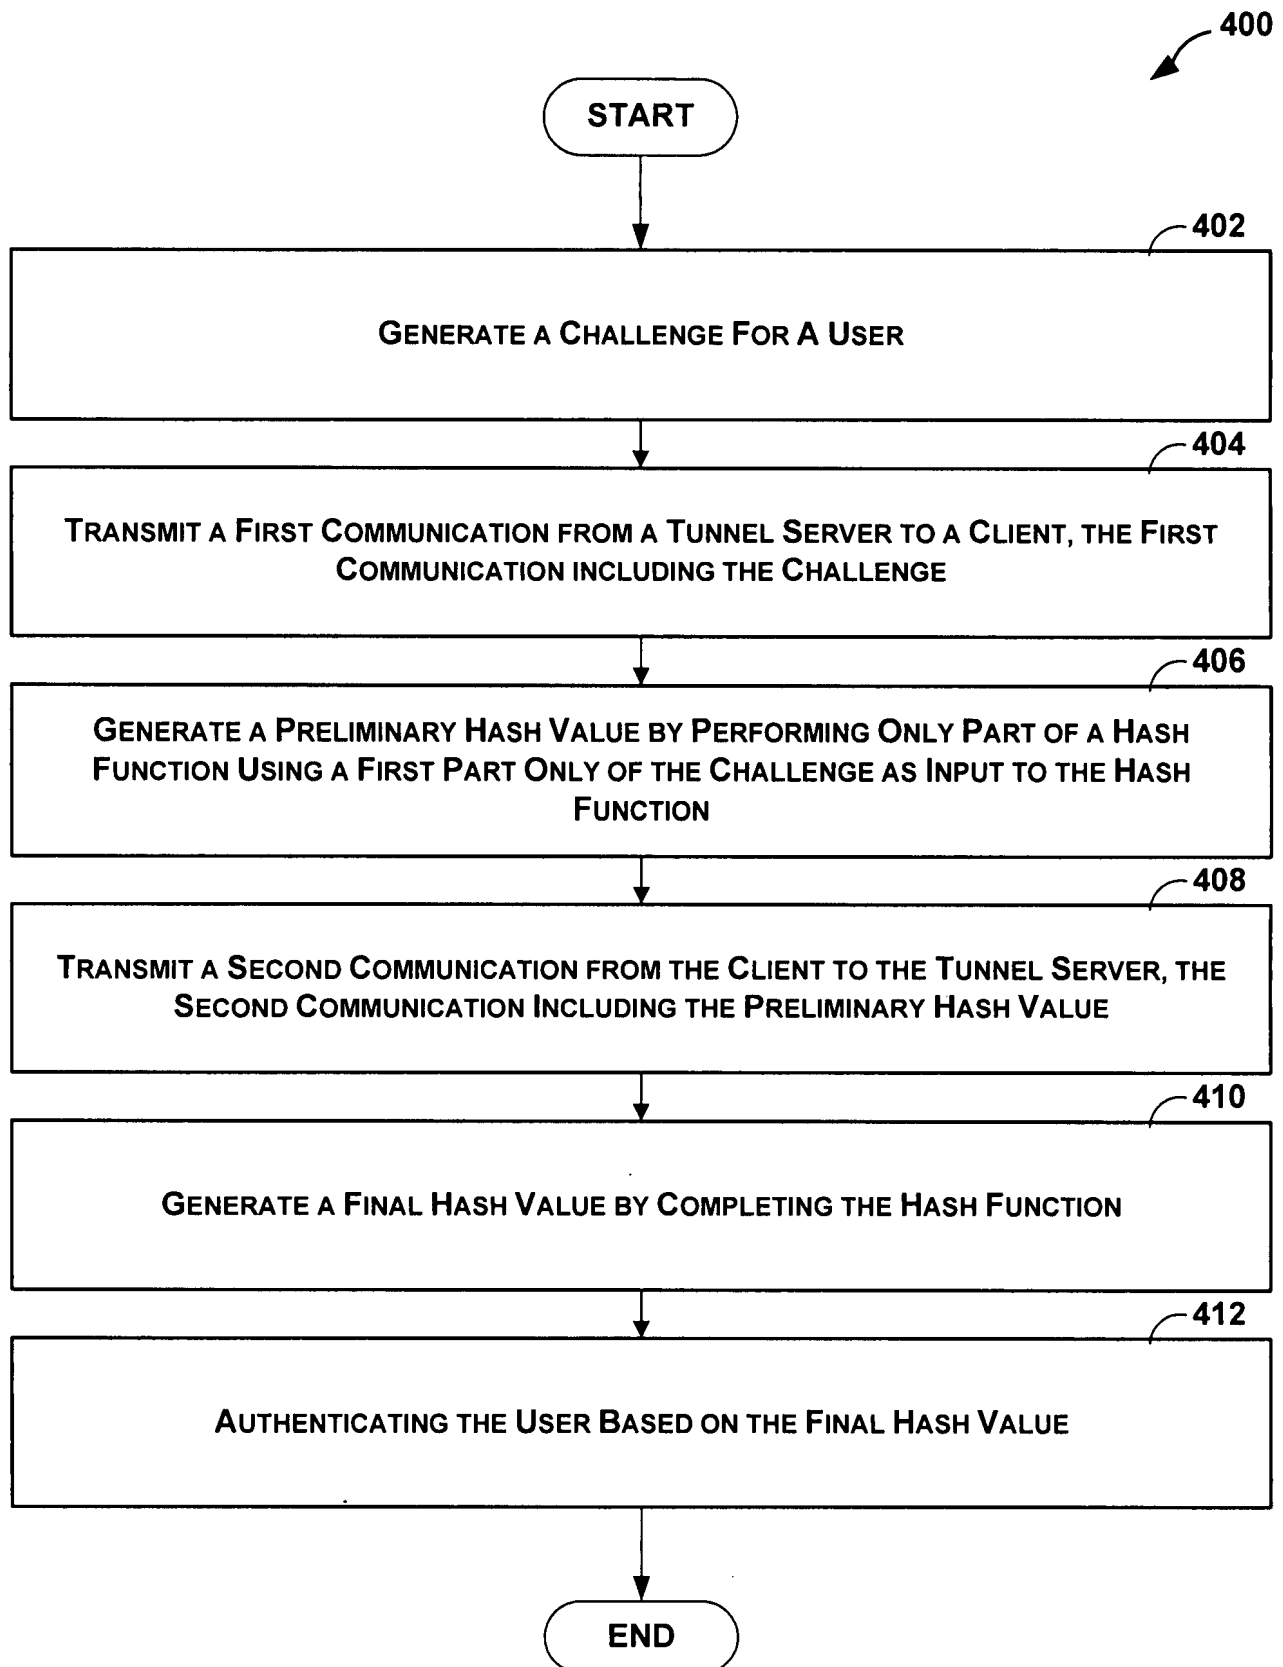 400
START
402
GENERATE A CHALLENGE FOR A USER
404
TRANSMIT A FIRST COMMUNICATION FROM A TUNNEL SERVER TO A CLIENT, THE FIRST
COMMUNICATION INCLUDING THE CHALLENGE
406
GENERATE A PRELIMINARY HASH VALUE BY PERFORMING ONLY PART OF A HASH
FUNCTION USING A FIRST PART ONLY OF THE CHALLENGE AS INPUT TO THE HASH
FUNCTION
408
TRANSMIT A SECOND COMMUNICATION FROM THE CLIENT TO THE TUNNEL SERVER, THE
SECOND COMMUNICATION INCLUDING THE PRELIMINARY HASH VALUE
410
GENERATE A FINAL HASH VALUE BY COMPLETING THE HASH FUNCTION
412
AUTHENTICATING THE USER BASED ON THE FINAL HASH VALUE
END